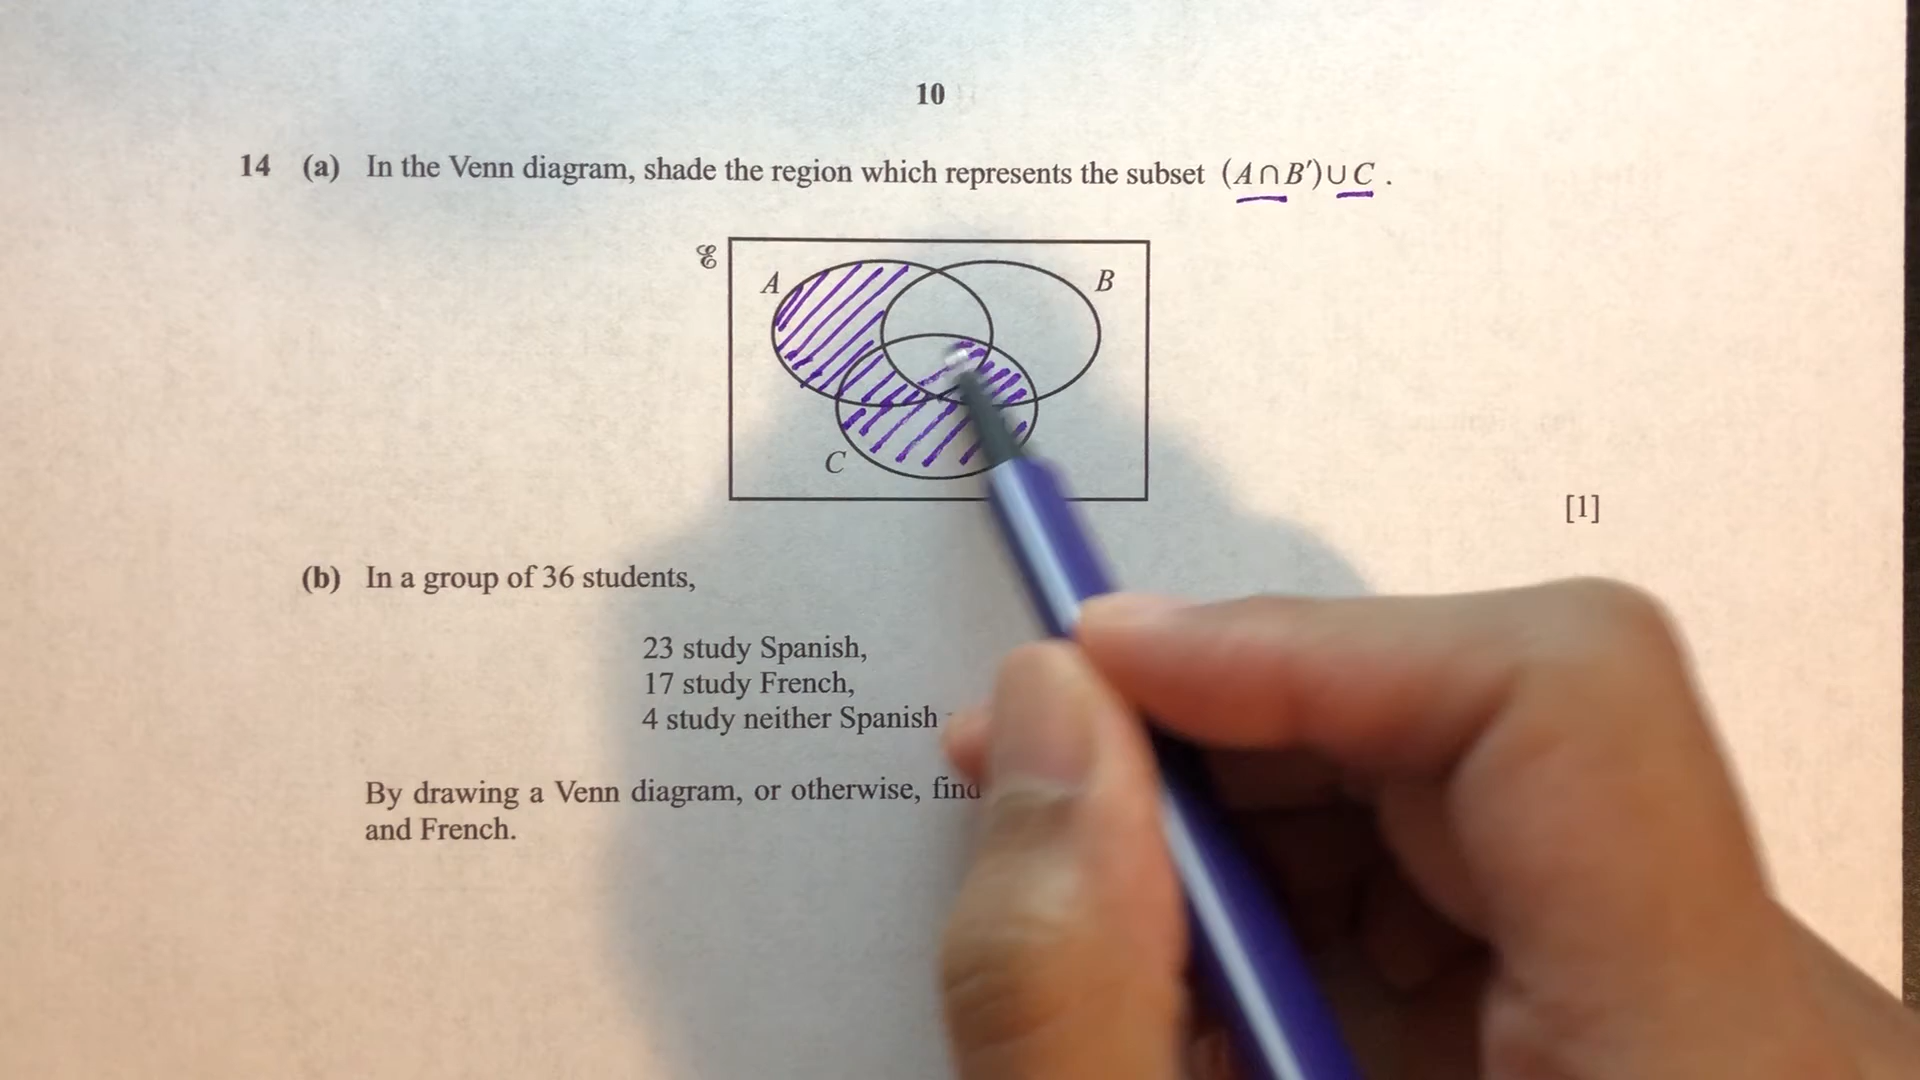 10
14 (a) In the Venn diagram, shade the region which represents the subset (A∩B′)∪C .
ℰ
A
B
C
[1]
(b) In a group of 36 students,
23 study Spanish,
17 study French,
4 study neither Spanish
By drawing a Venn diagram, or otherwise, find
and French.